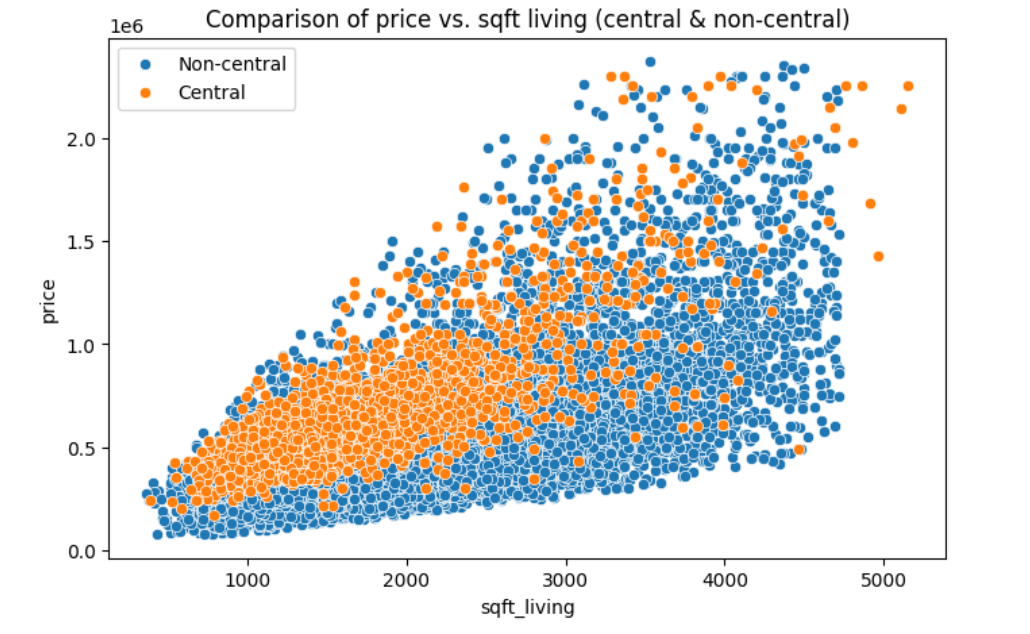 Comparison of price vs. sqft living (central & non-central)
1e6
Non-central
Central
2.0
1.5
1.0
0.5
0.0
price
1000 2000 3000 4000 5000
sqft_living